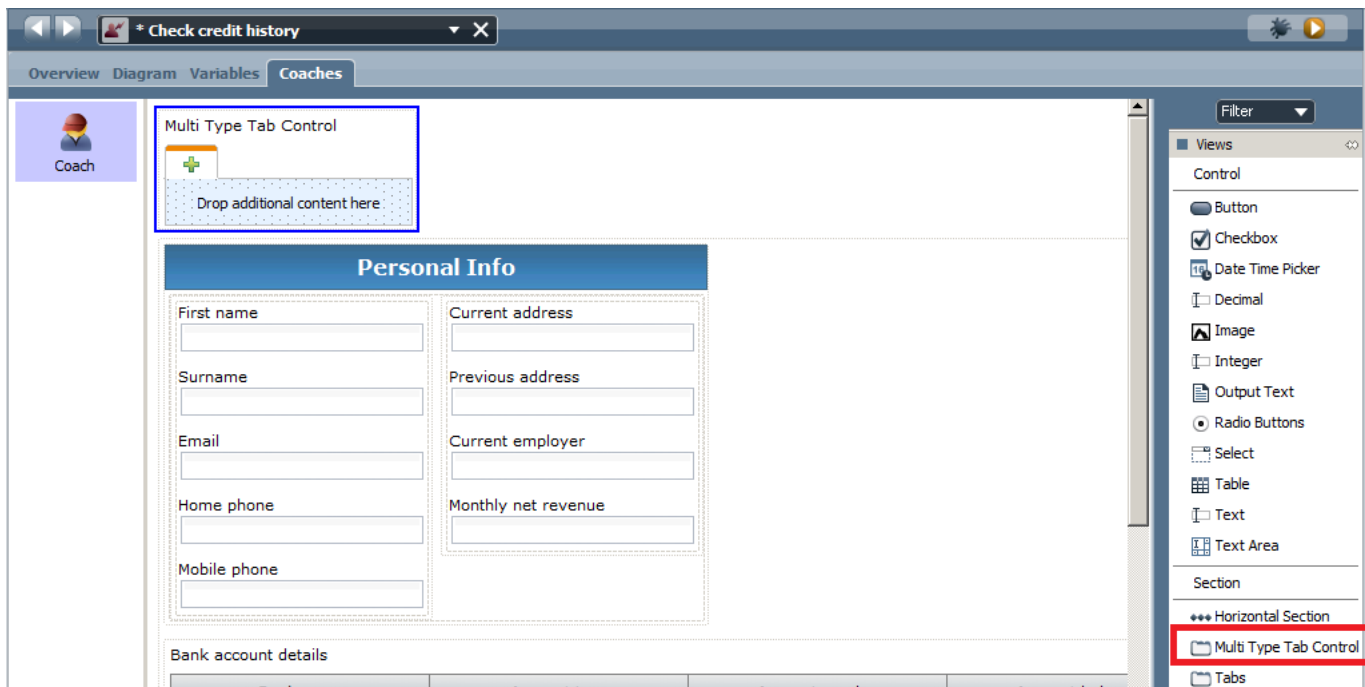 * Check credit history
Overview Diagram Variables Coaches
Coach
Multi Type Tab Control
Drop additional content here
Personal Info
First name
Current address
Surname
Previous address
Email
Current employer
Home phone
Monthly net revenue
Mobile phone
Bank account details
Filter
Views
Control
Button
Checkbox
Date Time Picker
Decimal
Image
Integer
Output Text
Radio Buttons
Select
Table
Text
Text Area
Section
Horizontal Section
Multi Type Tab Control
Tabs